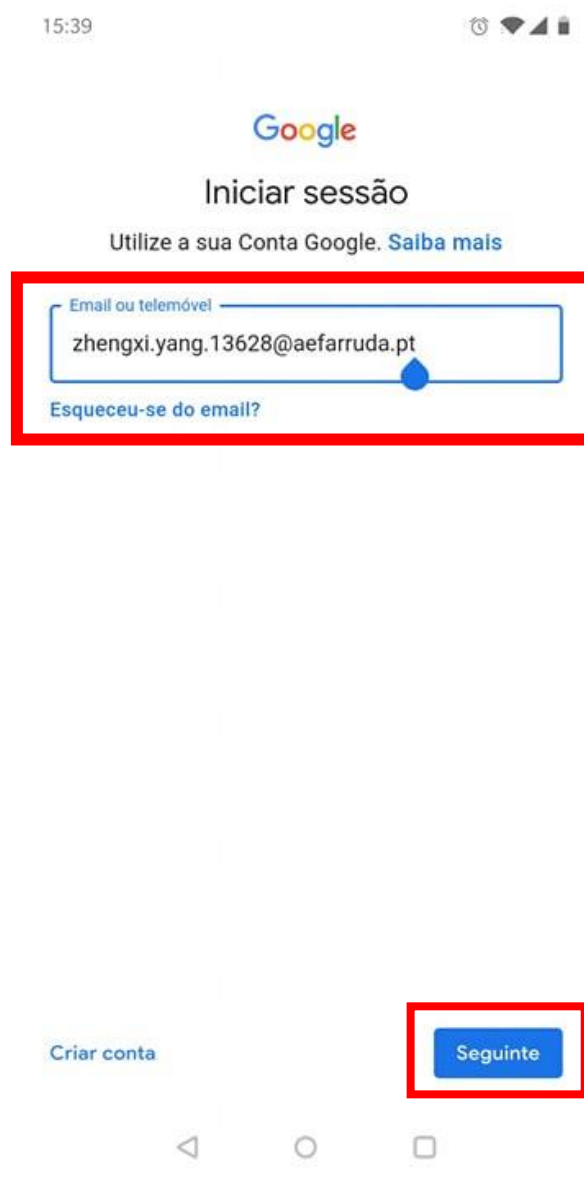 15:39
Google
Iniciar sessão
Utilize a sua Conta Google. Saiba mais
Email ou telemóvel
zhengxi.yang.13628@aefarruda.pt
Esqueceu-se do email?
Criar conta
Seguinte